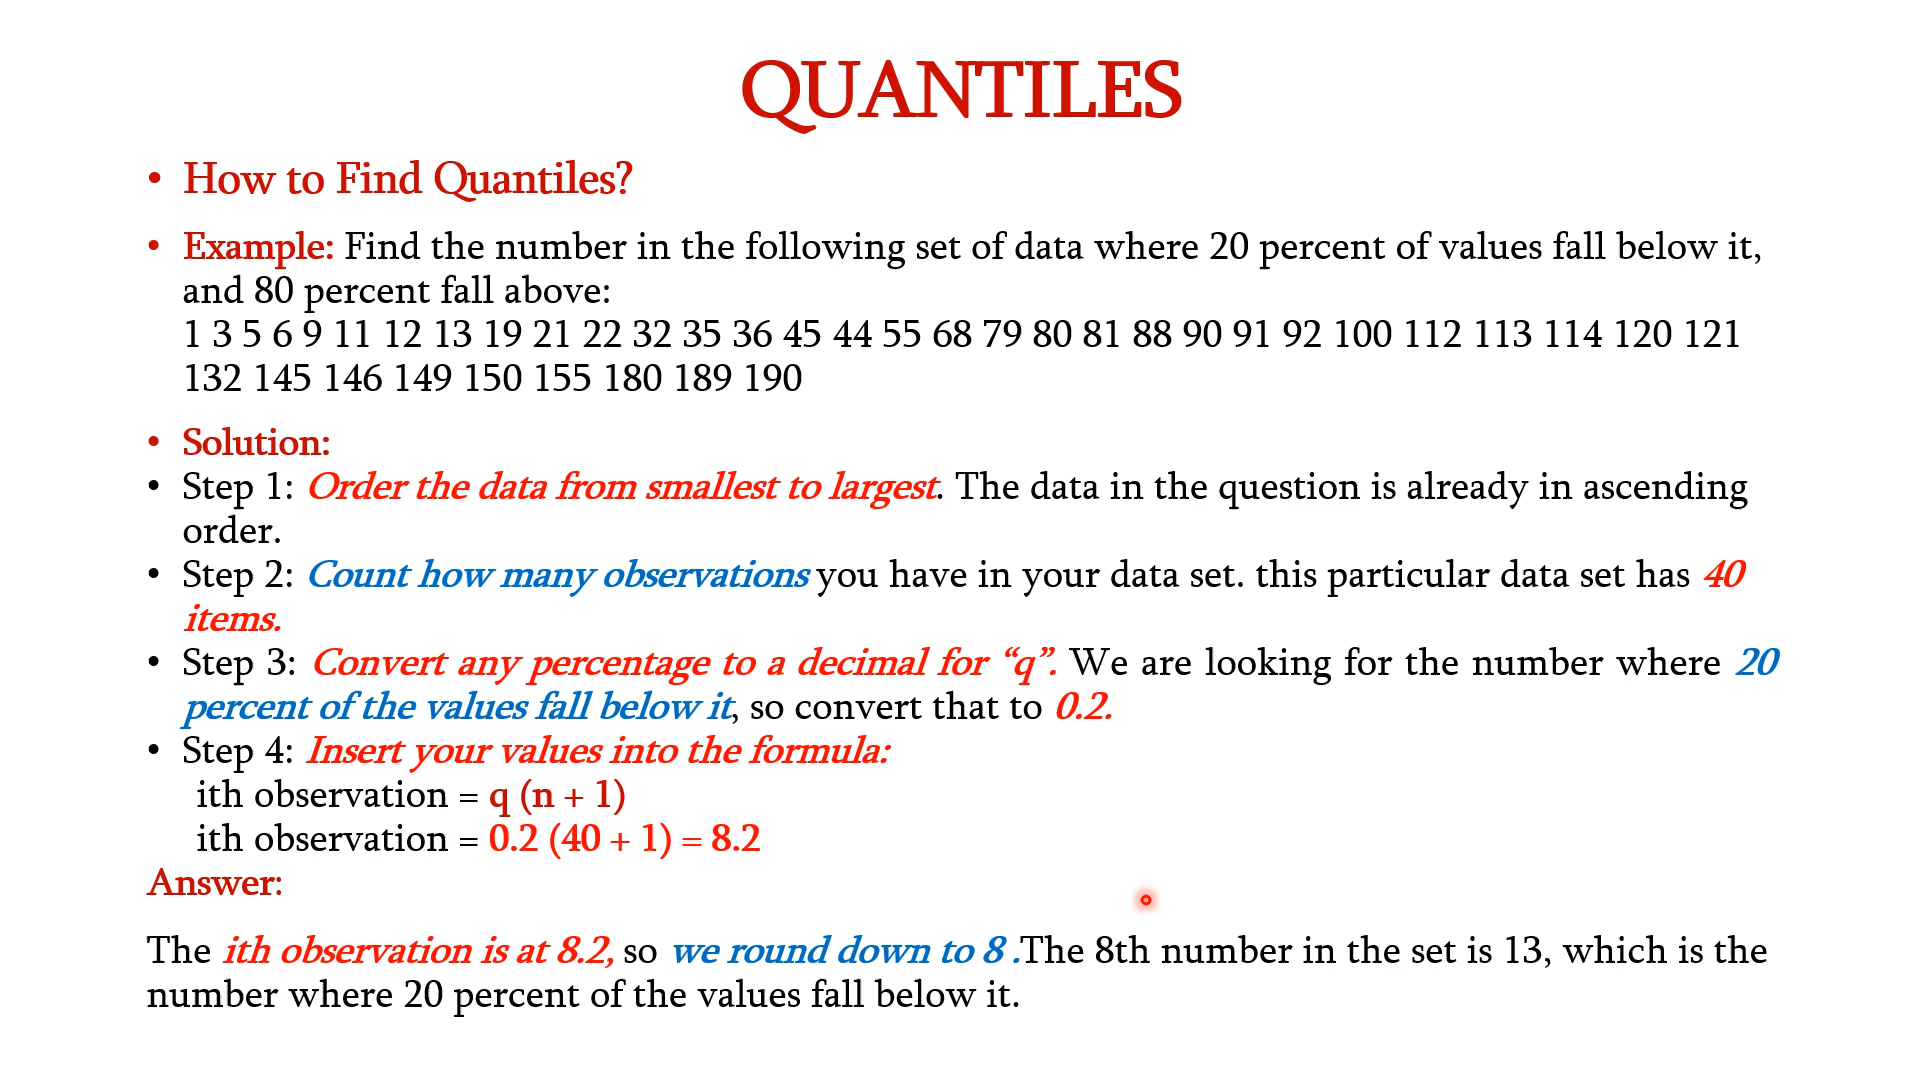 QUANTILES
• How to Find Quantiles?
• Example: Find the number in the following set of data where 20 percent of values fall below it,
and 80 percent fall above:
1 3 5 6 9 11 12 13 19 21 22 32 35 36 45 44 55 68 79 80 81 88 90 91 92 100 112 113 114 120 121
132 145 146 149 150 155 180 189 190
• Solution:
• Step 1: Order the data from smallest to largest. The data in the question is already in ascending
order.
• Step 2: Count how many observations you have in your data set. this particular data set has 40
items.
• Step 3: Convert any percentage to a decimal for “q”. We are looking for the number where 20
percent of the values fall below it, so convert that to 0.2.
• Step 4: Insert your values into the formula:
ith observation = q (n + 1)
ith observation = 0.2 (40 + 1) = 8.2
Answer:
The ith observation is at 8.2, so we round down to 8 .The 8th number in the set is 13, which is the
number where 20 percent of the values fall below it.